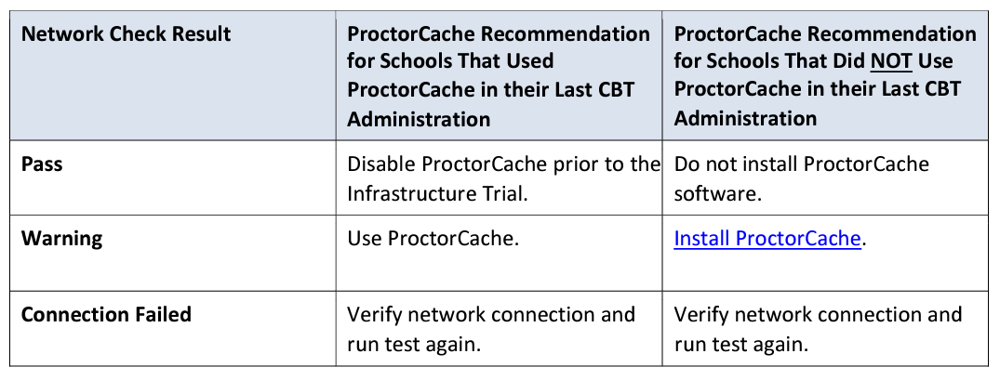 Network Check Result
ProctorCache Recommendation
for Schools That Used
ProctorCache in their Last CBT
Administration
ProctorCache Recommendation
for Schools That Did NOT Use
ProctorCache in their Last CBT
Administration
Pass
Disable ProctorCache prior to the
Infrastructure Trial.
Do not install ProctorCache
software.
Warning
Use ProctorCache.
Install ProctorCache.
Connection Failed
Verify network connection and
run test again.
Verify network connection and
run test again.